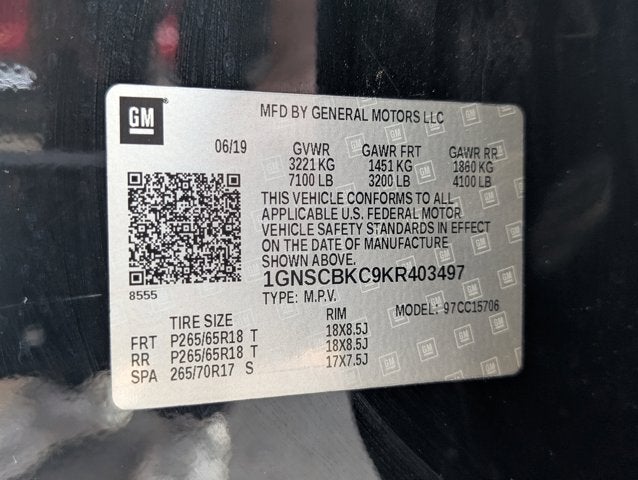 GM
MFD BY GENERAL MOTORS LLC
06/19 GVWR GAWR FRT GAWR RR
3221 KG 1451 KG 1860 KG
7100 LB 3200 LB 4100 LB
THIS VEHICLE CONFORMS TO ALL
APPLICABLE U.S. FEDERAL MOTOR
VEHICLE SAFETY STANDARDS IN EFFECT
ON THE DATE OF MANUFACTURE
SHOWN ABOVE.
8555
1GNSCBKC9KR403497
TYPE: M.P.V. MODEL: 97CC15706
TIRE SIZE RIM
FRT P265/65R18 T 18X8.5J
RR P265/65R18 T 18X8.5J
SPA 265/70R17 S 17X7.5J